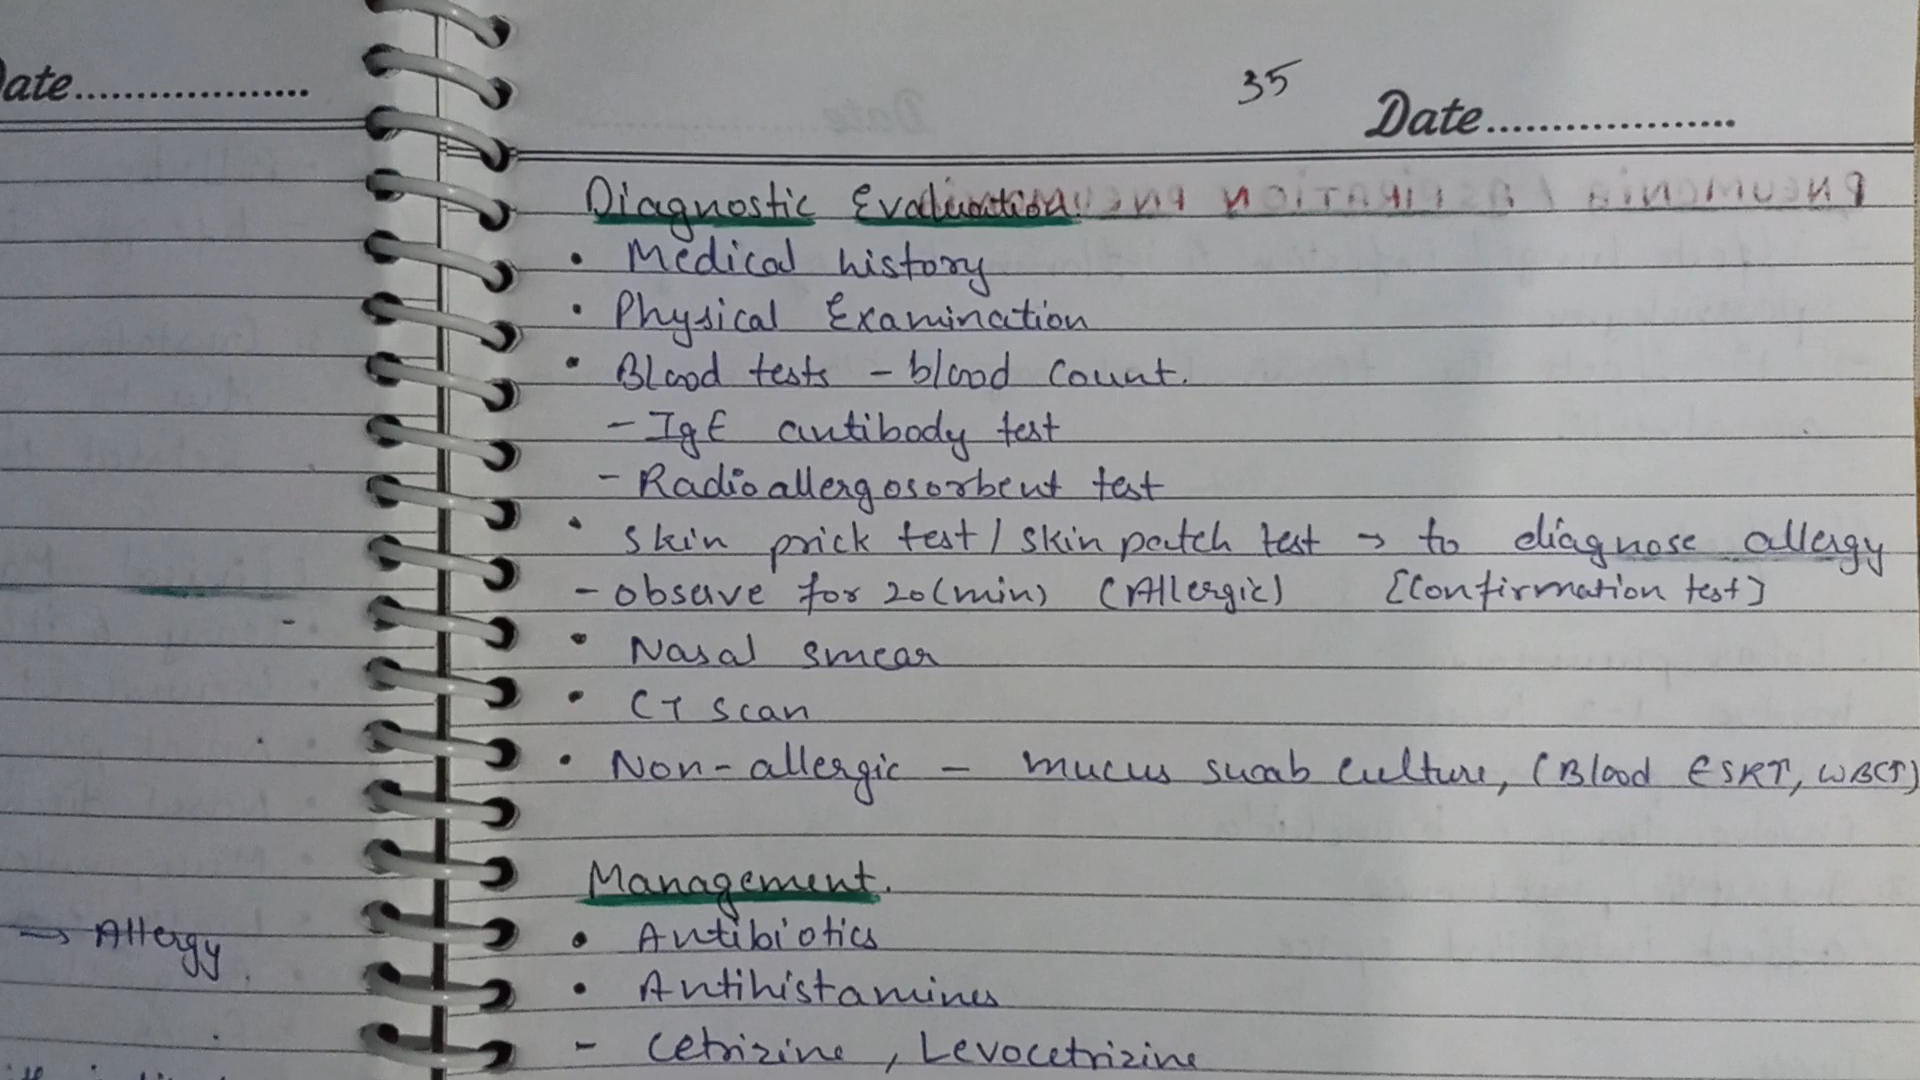 Date...................
35
Date...................
Diagnostic Evaluation.
• Medical history
• Physical Examination
• Blood tests - blood count.
- IgE antibody test
- Radioallergosorbent test
• Skin prick test / skin patch test → to diagnose allergy
- observe for 20 (min) (Allergic) [Confirmation test]
• Nasal smear
• CT scan
• Non-allergic - mucus swab culture, (Blood ESRT, WBCT)
Management.
• Antibiotics
→ Allergy
• Antihistamines
- Cetrizine, Levocetrizine